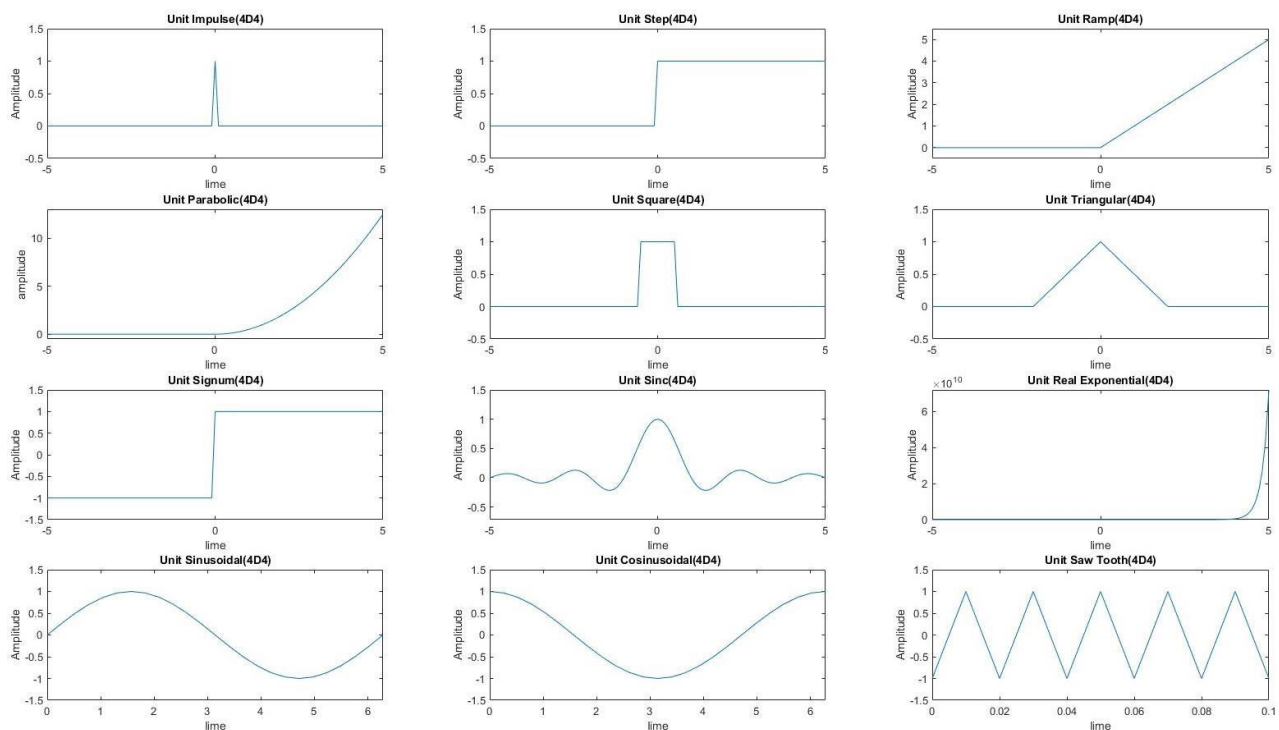 Unit Impulse(4D4)
1.5
1
0.5
0
-0.5
Amplitude
-5 0 5
lime
Unit Step(4D4)
1.5
1
0.5
0
-0.5
Amplitude
-5 0 5
lime
Unit Ramp(4D4)
5
4
3
2
1
0
Amplitude
-5 0 5
lime
Unit Parabolic(4D4)
10
5
0
amplitude
-5 0 5
lime
Unit Square(4D4)
1.5
1
0.5
0
-0.5
Amplitude
-5 0 5
lime
Unit Triangular(4D4)
1.5
1
0.5
0
-0.5
Amplitude
-5 0 5
lime
Unit Signum(4D4)
1.5
1
0.5
0
-0.5
-1
-1.5
Amplitude
-5 0 5
lime
Unit Sinc(4D4)
1.5
1
0.5
0
-0.5
Amplitude
-5 0 5
lime
Unit Real Exponential(4D4)
×10^10
6
4
2
0
Amplitude
-5 0 5
lime
Unit Sinusoidal(4D4)
1.5
1
0.5
0
-0.5
-1
-1.5
Amplitude
0 1 2 3 4 5 6
lime
Unit Cosinusoidal(4D4)
1.5
1
0.5
0
-0.5
-1
-1.5
Amplitude
0 1 2 3 4 5 6
lime
Unit Saw Tooth(4D4)
1.5
1
0.5
0
-0.5
-1
-1.5
Amplitude
0 0.02 0.04 0.06 0.08 0.1
lime